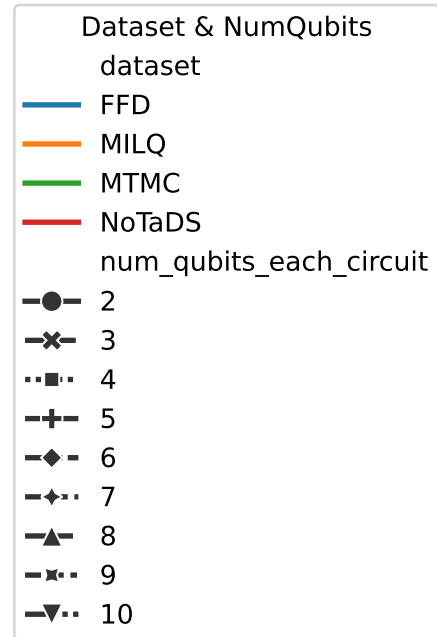 Dataset & NumQubits
dataset
FFD
MILQ
MTMC
NoTaDS
num_qubits_each_circuit
2
3
4
5
6
7
8
9
10